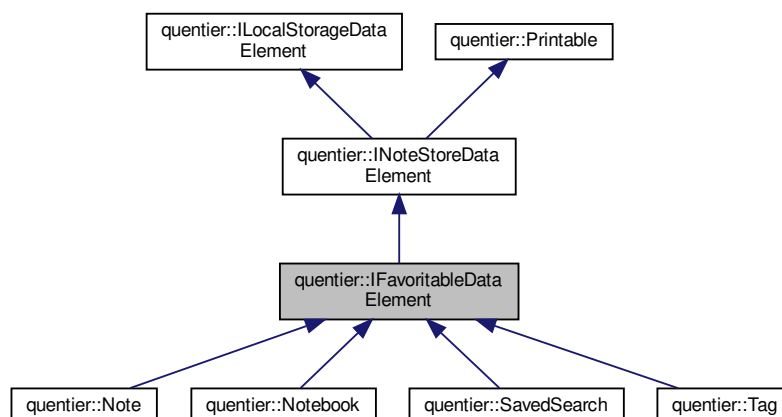 quentier::ILocalStorageData
Element
quentier::Printable
quentier::INoteStoreData
Element
quentier::IFavoritableData
Element
quentier::Note
quentier::Notebook
quentier::SavedSearch
quentier::Tag